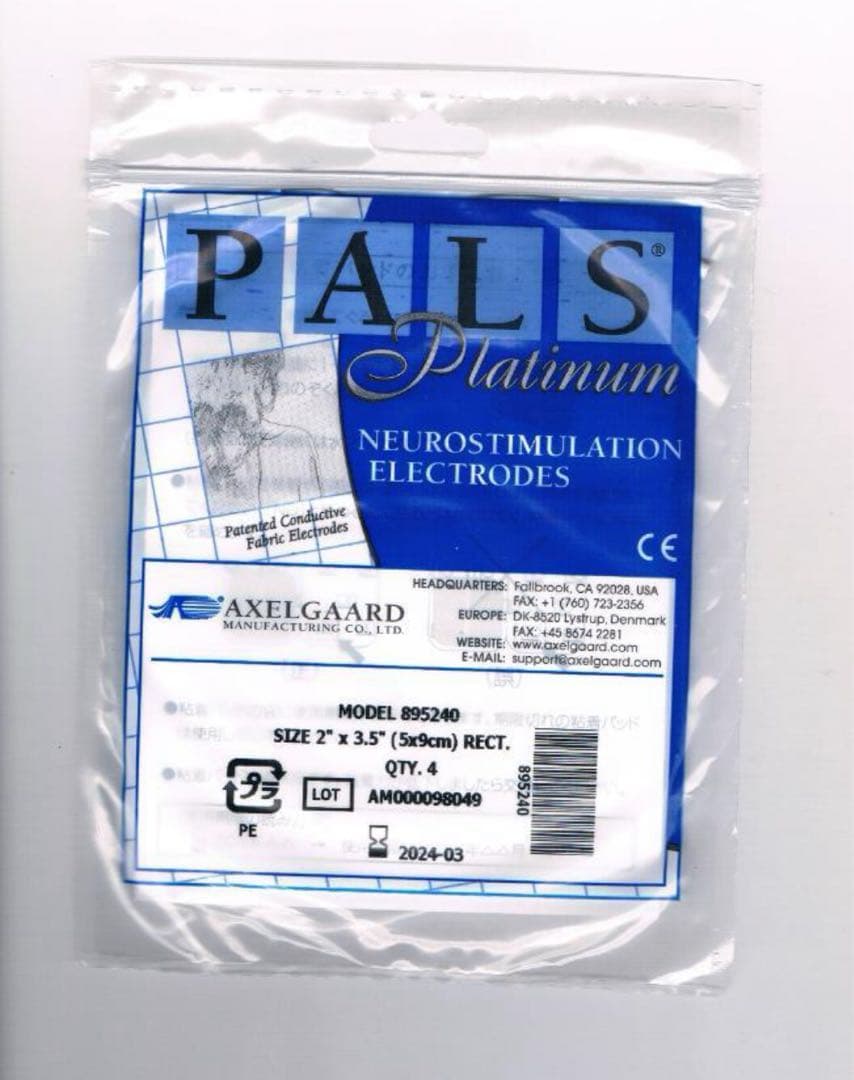 PALS®
Platinum
NEUROSTIMULATION
ELECTRODES
Patented Conductive
Fabric Electrodes
CE
AXELGAARD
MANUFACTURING CO., LTD.
HEADQUARTERS: Fallbrook, CA 92028, USA
FAX: +1 (760) 723-2356
EUROPE: DK-8520 Lystrup, Denmark
FAX: +45 8674 2281
WEBSITE: www.axelgaard.com
E-MAIL: support@axelgaard.com
MODEL 895240
SIZE 2" x 3.5" (5x9cm) RECT.
QTY. 4
プラ
PE
LOT AM000098049
2024-03
895240